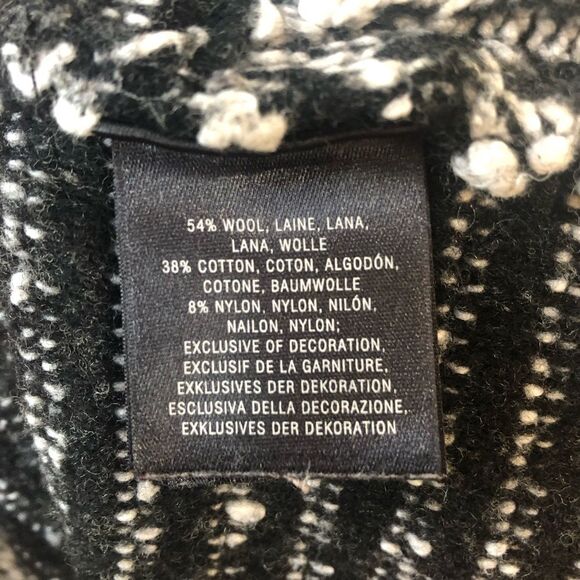 54% WOOL, LAINE, LANA,
LANA, WOLLE
38% COTTON, COTON, ALGODÓN,
COTONE, BAUMWOLLE
8% NYLON, NYLON, NILÓN,
NAILON, NYLON;
EXCLUSIVE OF DECORATION,
EXCLUSIF DE LA GARNITURE,
EXKLUSIVES DER DEKORATION,
ESCLUSIVA DELLA DECORAZIONE,
EXKLUSIVES DER DEKORATION